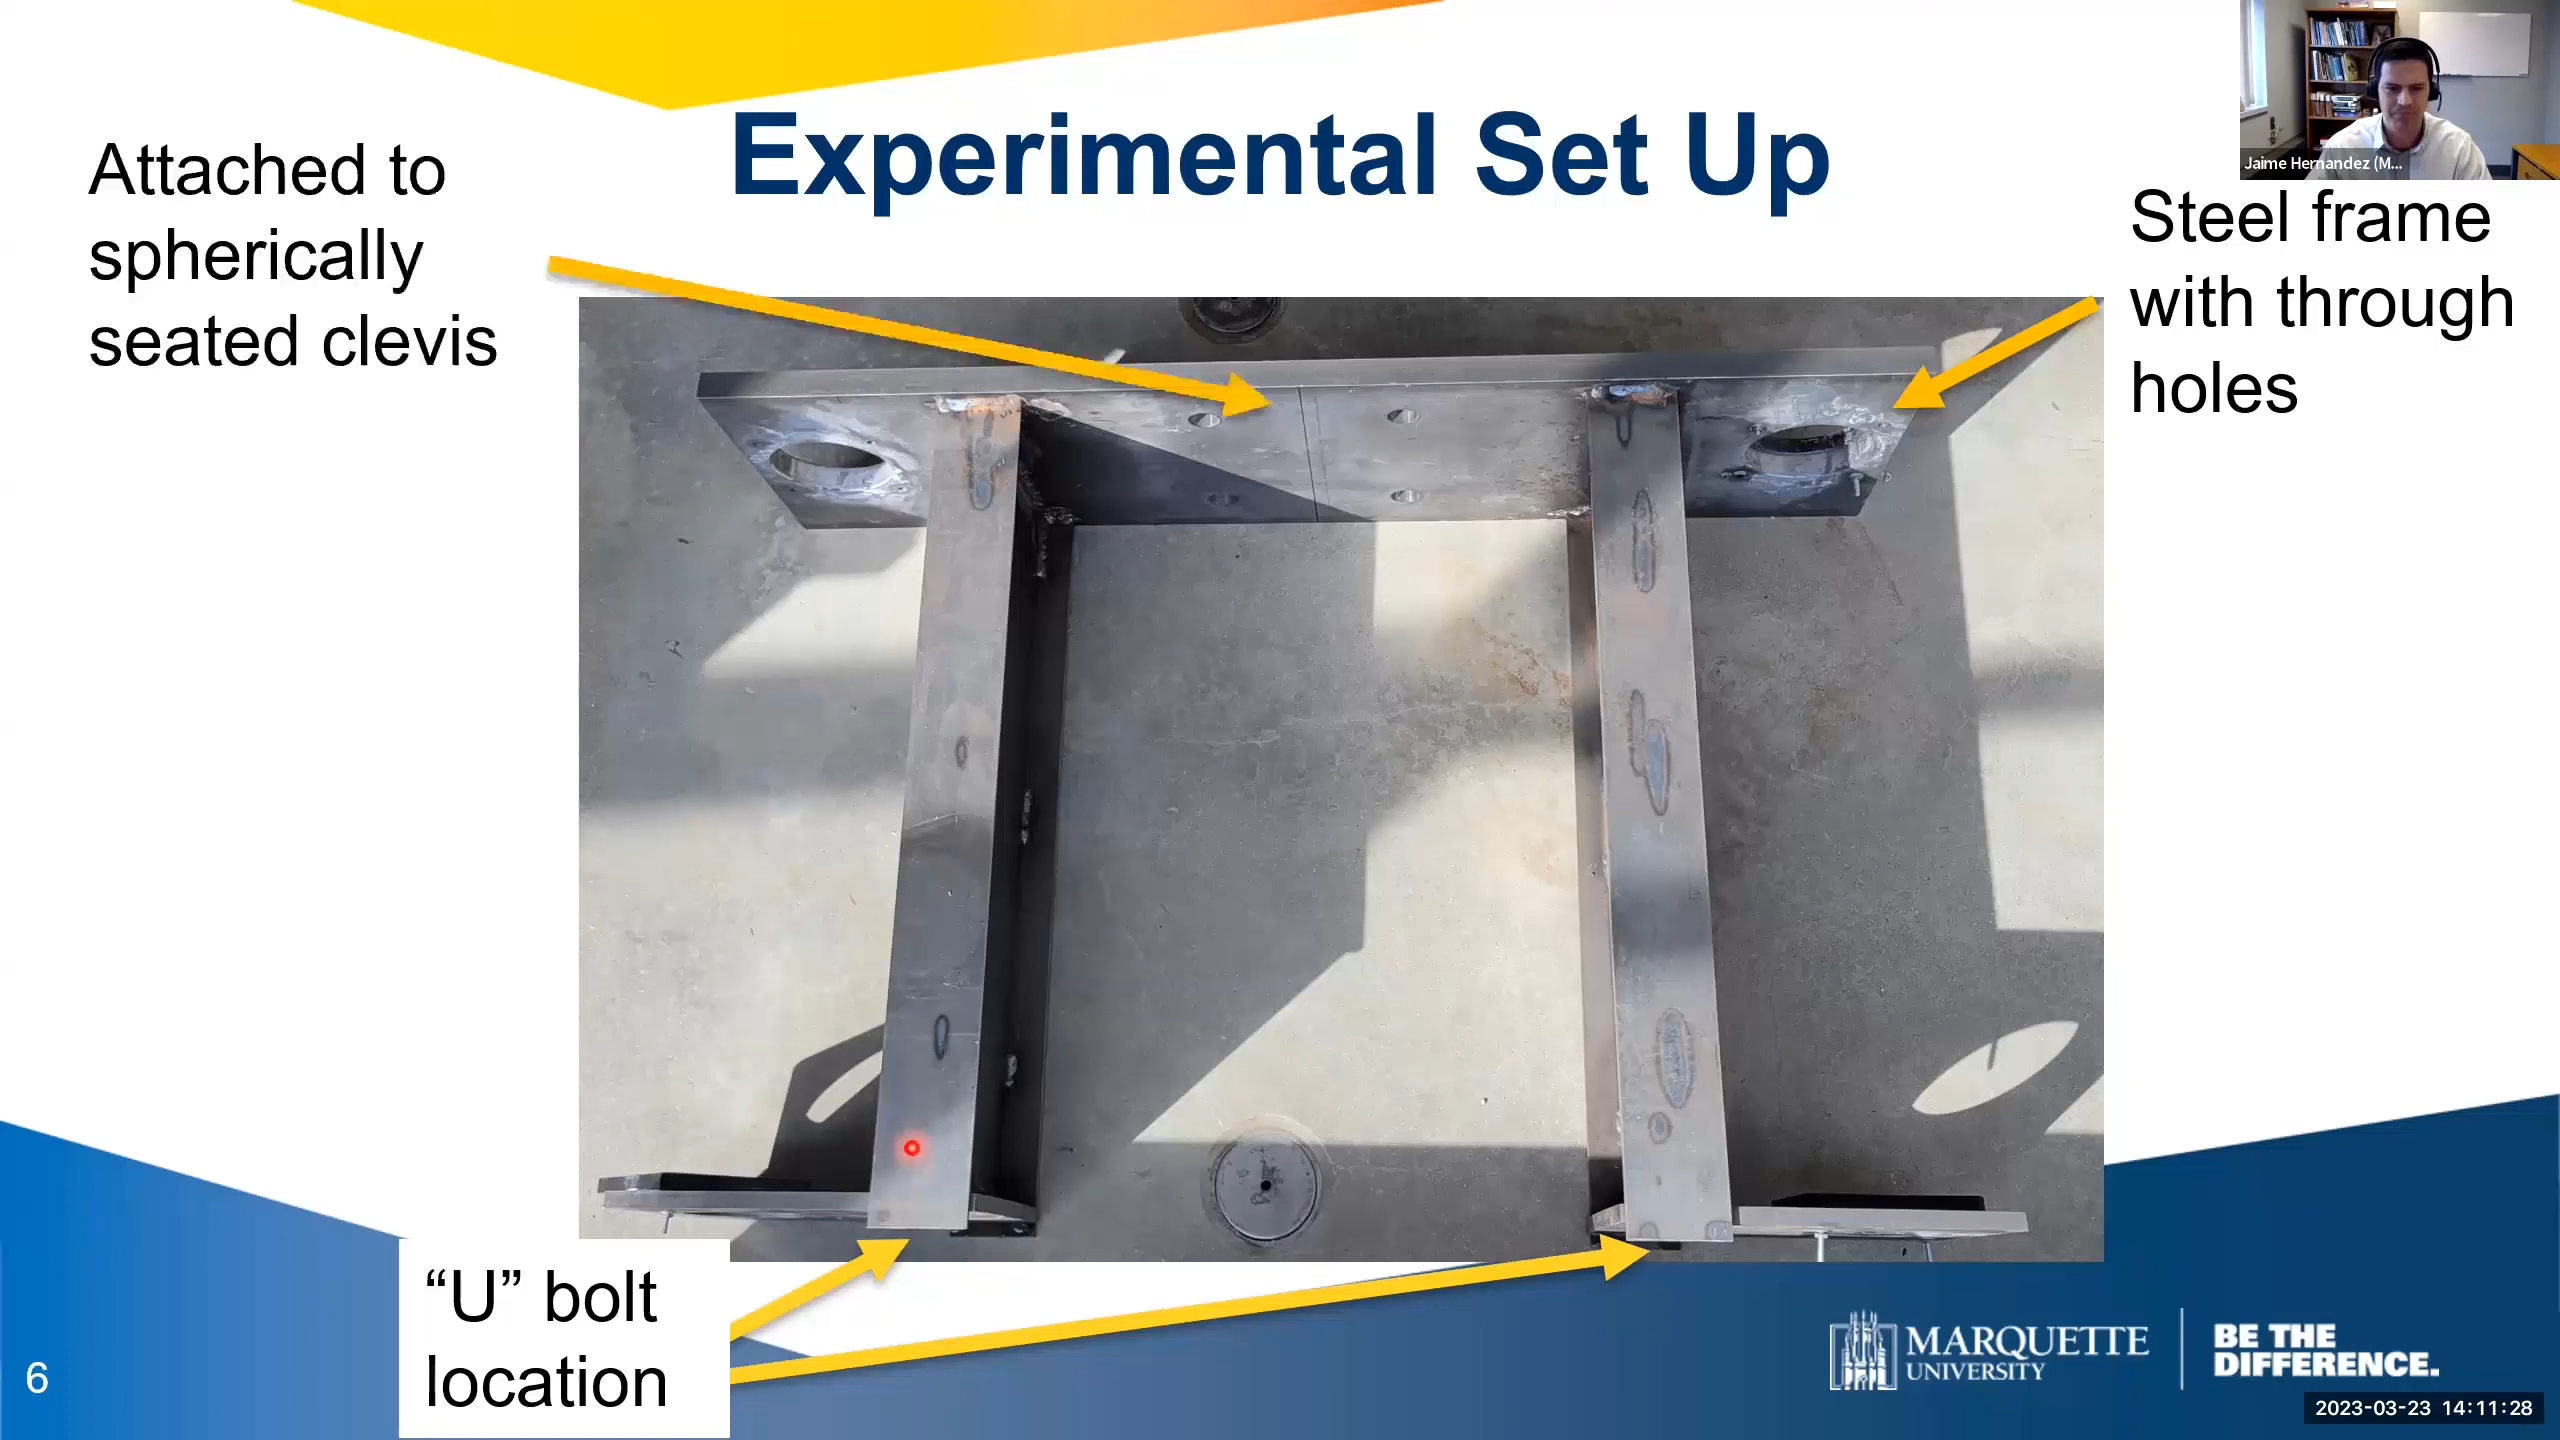 Experimental Set Up
Attached to
spherically
seated clevis
Jaime Hernandez (M...
Steel frame
with through
holes
“U” bolt
location
6
MARQUETTE
UNIVERSITY
BE THE
DIFFERENCE.
2023-03-23 14:11:28